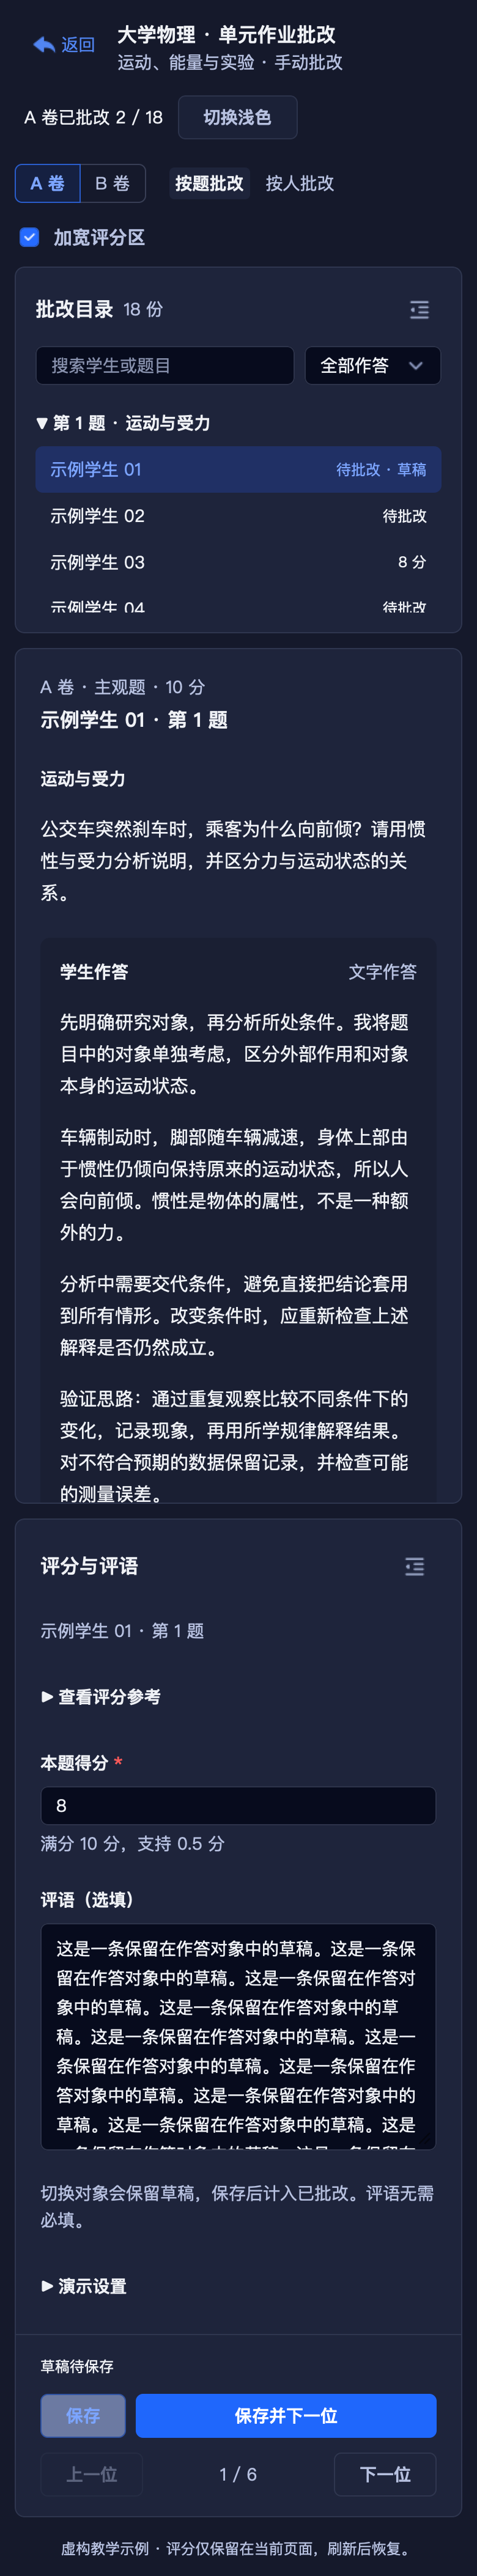 返回
大学物理 · 单元作业批改
运动、能量与实验 · 手动批改
A 卷已批改 2 / 18
切换浅色
A 卷
B 卷
按题批改
按人批改
加宽评分区
批改目录 18 份
搜索学生或题目
全部作答
▼ 第 1 题 · 运动与受力
示例学生 01
待批改 · 草稿
示例学生 02
待批改
示例学生 03
8 分
示例学生 04
待批改
A 卷 · 主观题 · 10 分
示例学生 01 · 第 1 题
运动与受力
公交车突然刹车时，乘客为什么向前倾？请用惯
性与受力分析说明，并区分力与运动状态的关
系。
学生作答
文字作答
先明确研究对象，再分析所处条件。我将题
目中的对象单独考虑，区分外部作用和对象
本身的运动状态。
车辆制动时，脚部随车辆减速，身体上部由
于惯性仍倾向保持原来的运动状态，所以人
会向前倾。惯性是物体的属性，不是一种额
外的力。
分析中需要交代条件，避免直接把结论套用
到所有情形。改变条件时，应重新检查上述
解释是否仍然成立。
验证思路：通过重复观察比较不同条件下的
变化，记录现象，再用所学规律解释结果。
对不符合预期的数据保留记录，并检查可能
的测量误差。
评分与评语
示例学生 01 · 第 1 题
▶ 查看评分参考
本题得分 *
8
满分 10 分，支持 0.5 分
评语（选填）
这是一条保留在作答对象中的草稿。这是一条保
留在作答对象中的草稿。这是一条保留在作答对
象中的草稿。这是一条保留在作答对象中的草
稿。这是一条保留在作答对象中的草稿。这是一
条保留在作答对象中的草稿。这是一条保留在作
答对象中的草稿。这是一条保留在作答对象中的
草稿。这是一条保留在作答对象中的草稿。这是
一条保留在作答对象中的草稿。这是一条保留在
切换对象会保留草稿，保存后计入已批改。评语无需
必填。
▶ 演示设置
草稿待保存
保存
保存并下一位
上一位
1 / 6
下一位
虚构教学示例 · 评分仅保留在当前页面，刷新后恢复。